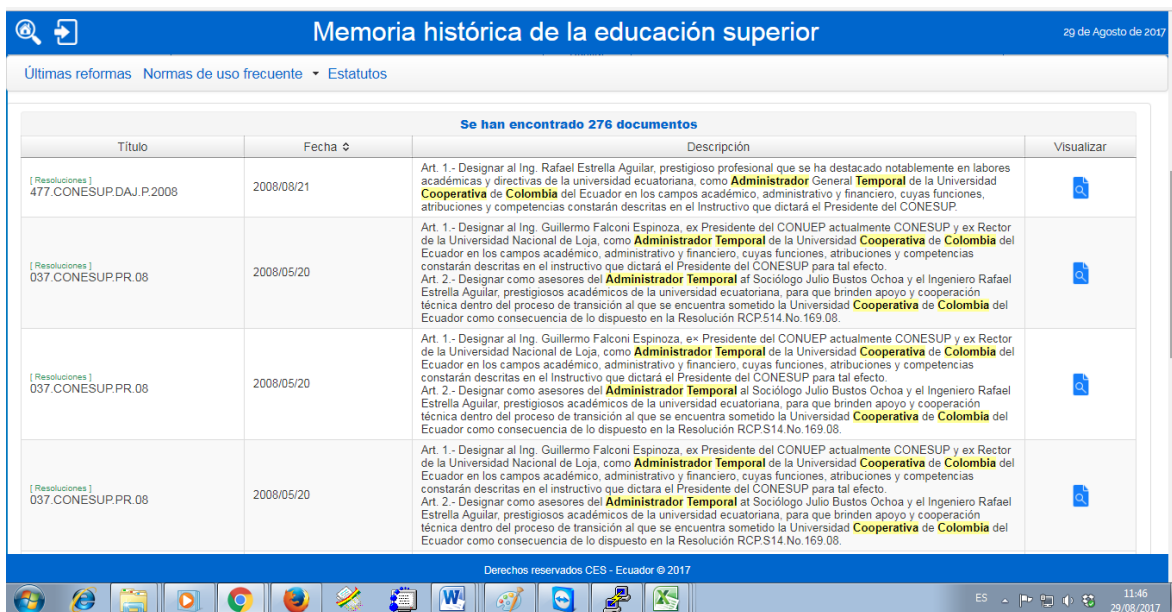 Memoria histórica de la educación superior
29 de Agosto de 2017
Últimas reformas Normas de uso frecuente Estatutos
Se han encontrado 276 documentos
Título Fecha Descripción Visualizar
[ Resoluciones ]
477.CONESUP.DAJ.P.2008
2008/08/21
Art. 1.- Designar al Ing. Rafael Estrella Aguilar, prestigioso profesional que se ha destacado notablemente en labores
académicas y directivas de la universidad ecuatoriana, como Administrador General Temporal de la Universidad
Cooperativa de Colombia del Ecuador en los campos académico, administrativo y financiero, cuyas funciones,
atribuciones y competencias constarán descritas en el Instructivo que dictará el Presidente del CONESUP.
[ Resoluciones ]
037.CONESUP.PR.08
2008/05/20
Art. 1.- Designar al Ing. Guillermo Falconi Espinoza, ex Presidente del CONUEP actualmente CONESUP y ex Rector
de la Universidad Nacional de Loja, como Administrador Temporal de la Universidad Cooperativa de Colombia del
Ecuador en los campos académico, administrativo y financiero, cuyas funciones, atribuciones y competencias
constarán descritas en el instructivo que dictará el Presidente del CONESUP para tal efecto.
Art. 2.- Designar como asesores del Administrador Temporal af Sociólogo Julio Bustos Ochoa y el Ingeniero Rafael
Estrella Aguilar, prestigiosos académicos de la universidad ecuatoriana, para que brinden apoyo y cooperación
técnica dentro del proceso de transición al que se encuentra sometido la Universidad Cooperativa de Colombia del
Ecuador como consecuencia de lo dispuesto en la Resolución RCP.514.No.169.08.
[ Resoluciones ]
037.CONESUP.PR.08
2008/05/20
Art. 1.- Designar al Ing. Guillermo Falconi Espinoza, e× Presidente del CONUEP actualmente CONESUP y ex Rector
de la Universidad Nacional de Loja, como Administrador Temporal de la Universidad Cooperativa de Colombia del
Ecuador en los campos académico, administrativo y financiero, cuyas funciones, atribuciones y competencias
constarán descritas en el Instructivo que dictará el Presidente del CONESUP para tal efecto.
Art. 2.- Designar como asesores del Administrador Temporal al Sociólogo Julio Bustos Ochoa y el Ingeniero Rafael
Estrella Aguilar, prestigiosos académicos de la universidad ecuatoriana, para que brinden apoyo y cooperación
técnica dentro del proceso de transición al que se encuentra sometido la Universidad Cooperativa de Colombia del
Ecuador como consecuencia de lo dispuesto en la Resolución RCP.S14.No.169.08.
[ Resoluciones ]
037.CONESUP.PR.08
2008/05/20
Art. 1.- Designar al Ing. Guillermo Falconi Espinoza, ex Presidente del CONUEP actualmente CONESUP y ex Rector
de la Universidad Nacional de Loja, como Administrador Temporal de la Universidad Cooperativa de Colombia del
Ecuador en los campos académico, administrativo y financiero, cuyas funciones, atribuciones y competencias
constarán descritas en el instructivo que dictara el Presidente del CONESUP para tal efecto.
Art. 2.- Designar como asesores del Administrador Temporal at Sociólogo Julio Bustos Ochoa y el Ingeniero Rafael
Estrella Aguilar, prestigiosos académicos de la universidad ecuatoriana, para que brinden apoyo y cooperación
técnica dentro del proceso de transición al que se encuentra sometido la Universidad Cooperativa de Colombia del
Ecuador como consecuencia de lo dispuesto en la Resolución RCP.S14.No.169.08.
Derechos reservados CES - Ecuador © 2017
ES 11:46
29/08/2017